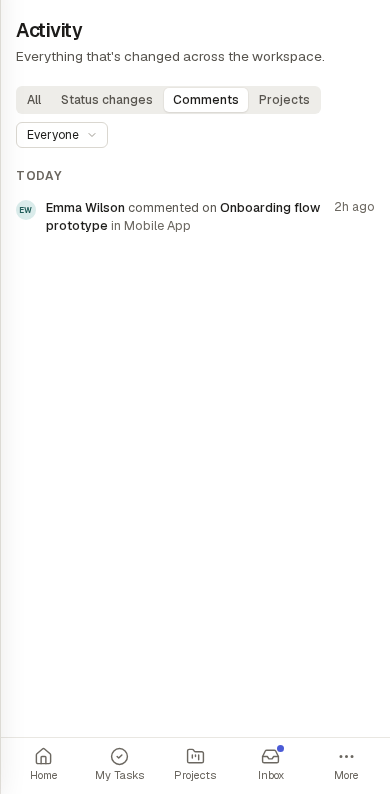 Activity
Everything that's changed across the workspace.
All Status changes Comments Projects
Everyone
TODAY
EW Emma Wilson commented on Onboarding flow 2h ago
prototype in Mobile App
Home My Tasks Projects Inbox More